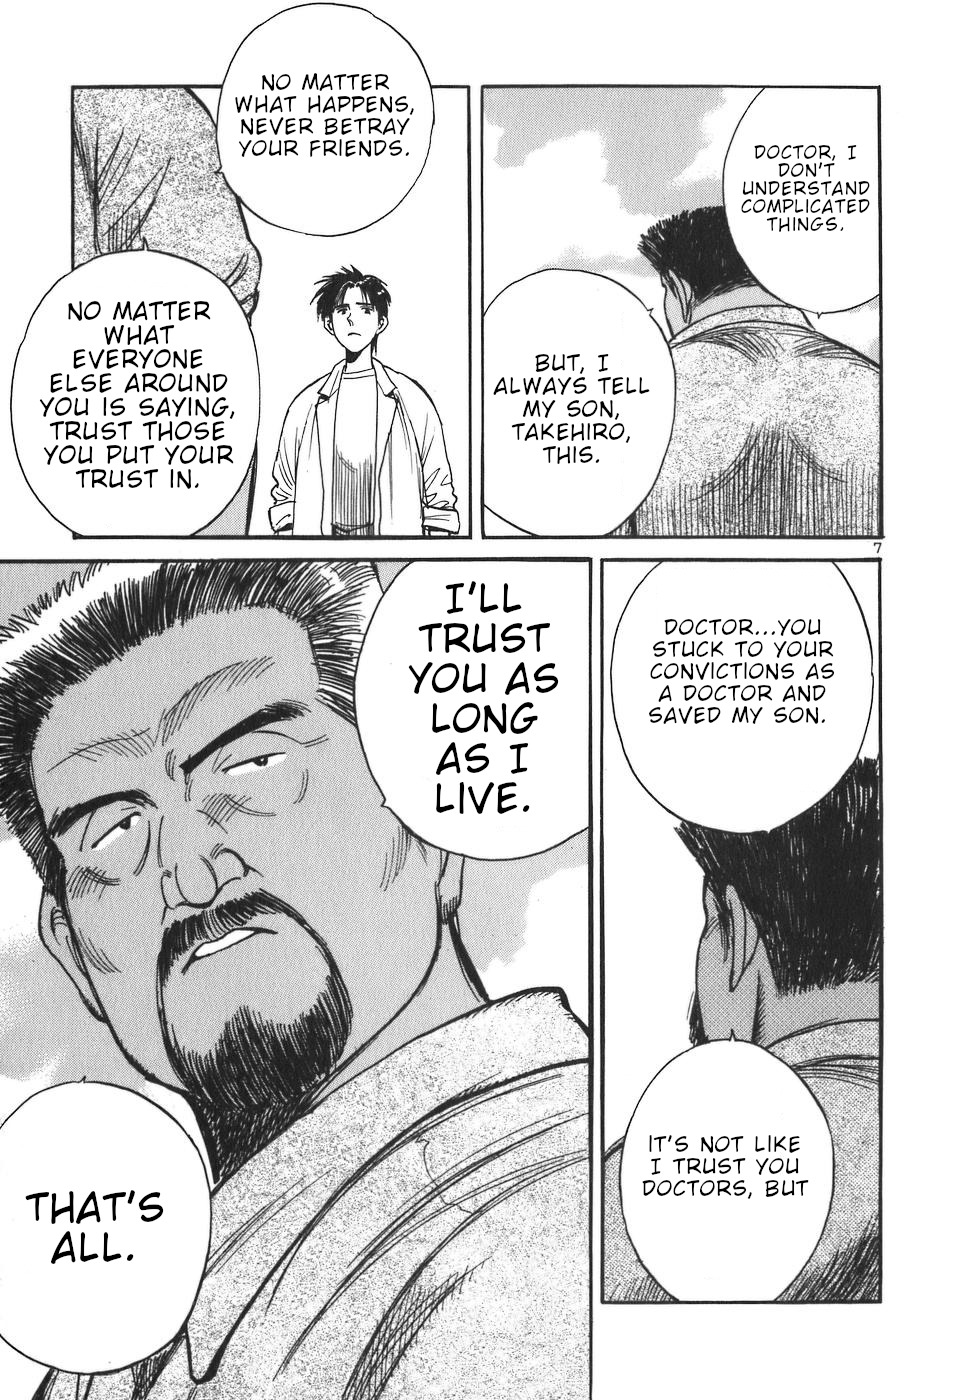 DOCTOR, I
DON'T
UNDERSTAND
COMPLICATED
THINGS.
BUT, I
ALWAYS TELL
MY SON,
TAKEHIRO,
THIS.
NO MATTER
WHAT HAPPENS,
NEVER BETRAY
YOUR FRIENDS.
NO MATTER
WHAT
EVERYONE
ELSE AROUND
YOU IS SAYING,
TRUST THOSE
YOU PUT YOUR
TRUST IN.
7
DOCTOR...YOU
STUCK TO YOUR
CONVICTIONS AS
A DOCTOR AND
SAVED MY SON.
IT'S NOT LIKE
I TRUST YOU
DOCTORS, BUT
I'LL
TRUST
YOU AS
LONG
AS I
LIVE.
THAT'S
ALL.